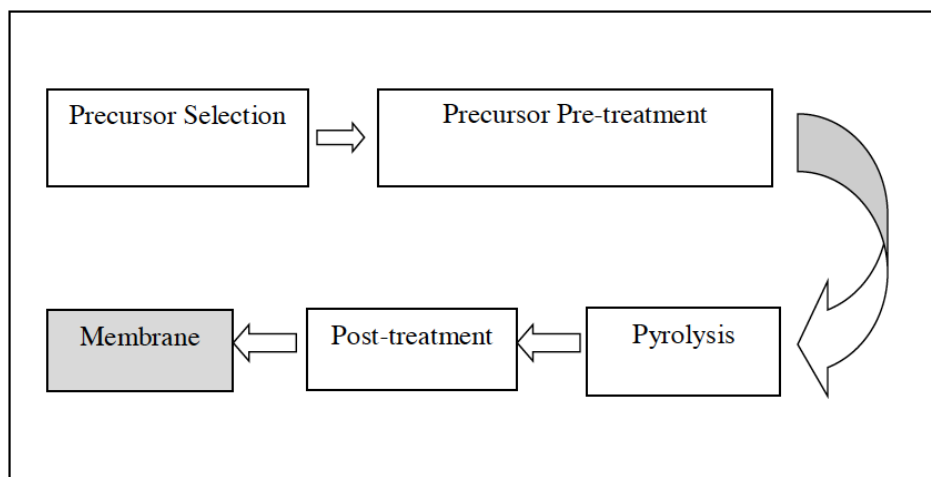 Precursor Selection
Precursor Pre-treatment
Membrane
Post-treatment
Pyrolysis